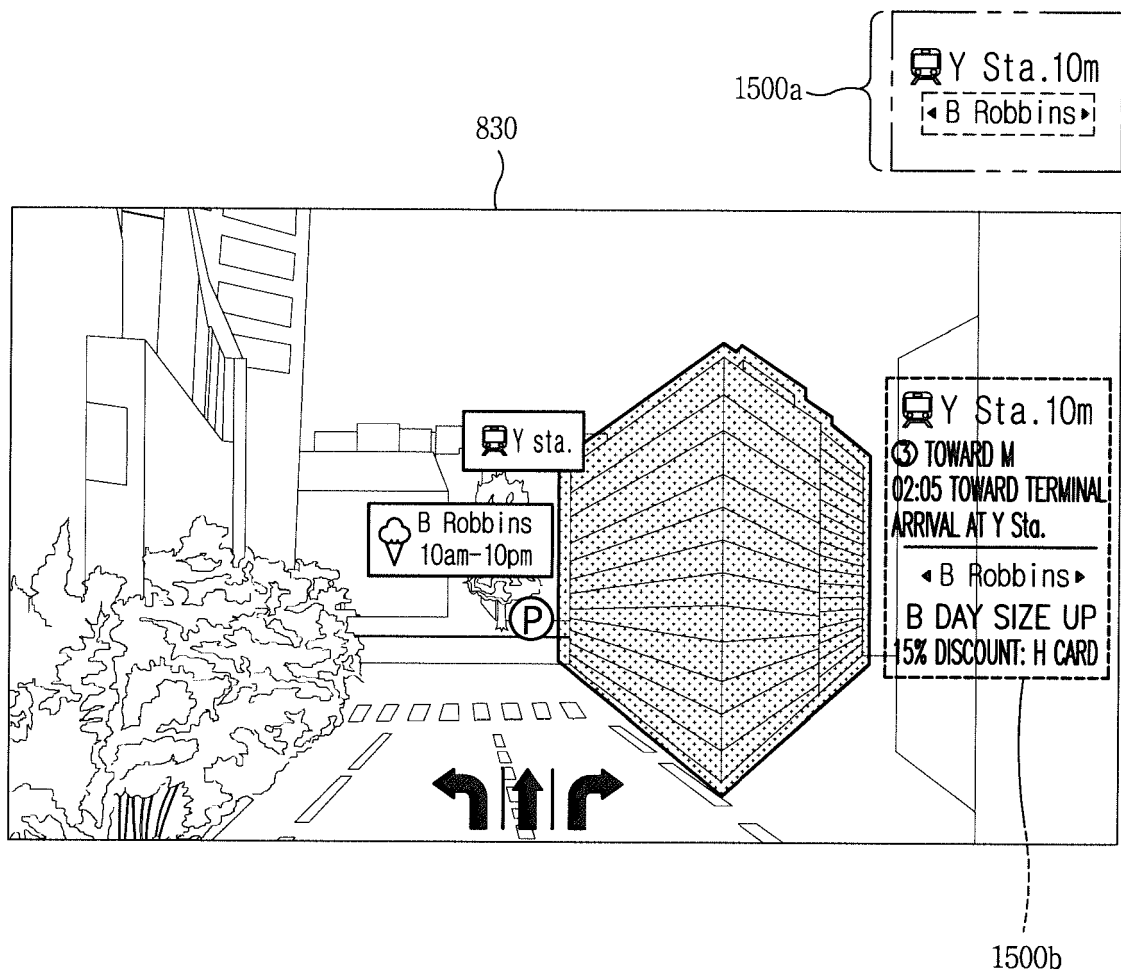 1500a
Y Sta.10m
◂ B Robbins ▸
830
Y sta.
B Robbins
10am-10pm
P
Y Sta.10m
③ TOWARD M
02:05 TOWARD TERMINAL
ARRIVAL AT Y Sta.
◂ B Robbins ▸
B DAY SIZE UP
15% DISCOUNT: H CARD
1500b